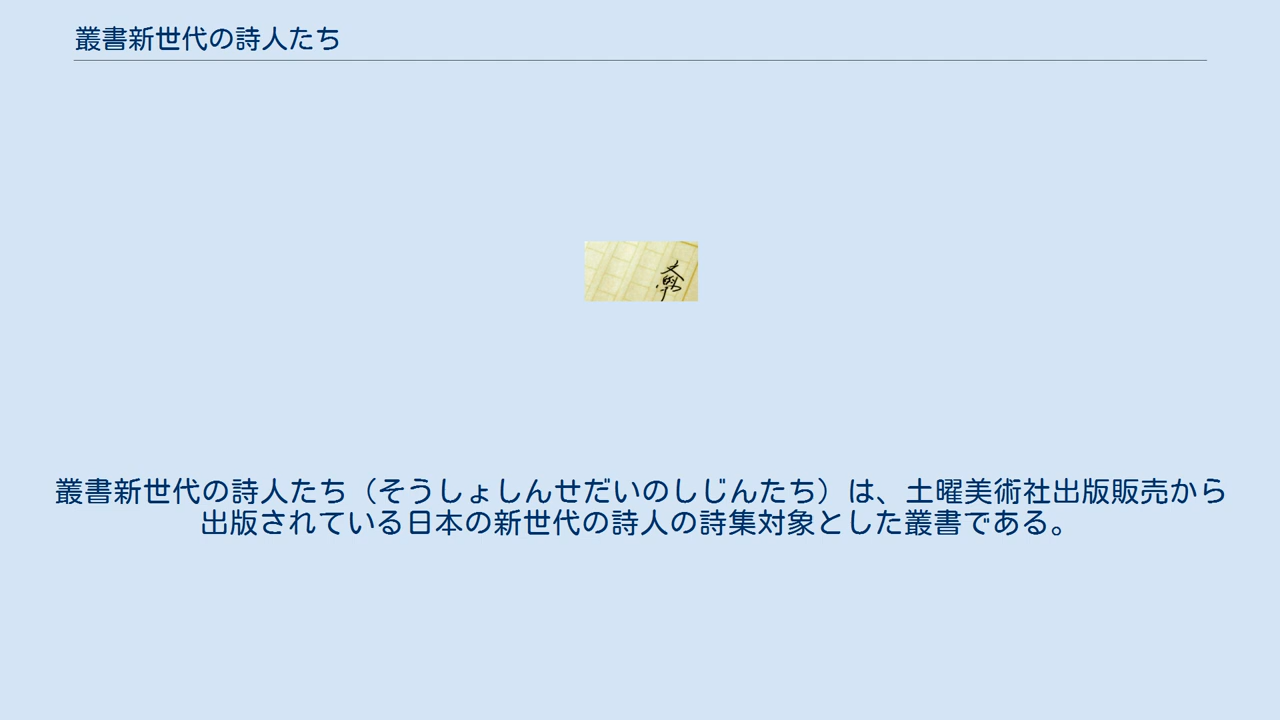 叢書新世代の詩人たち
叢書新世代の詩人たち（そうしょしんせだいのしじんたち）は、土曜美術社出版販売から
出版されている日本の新世代の詩人の詩集対象とした叢書である。